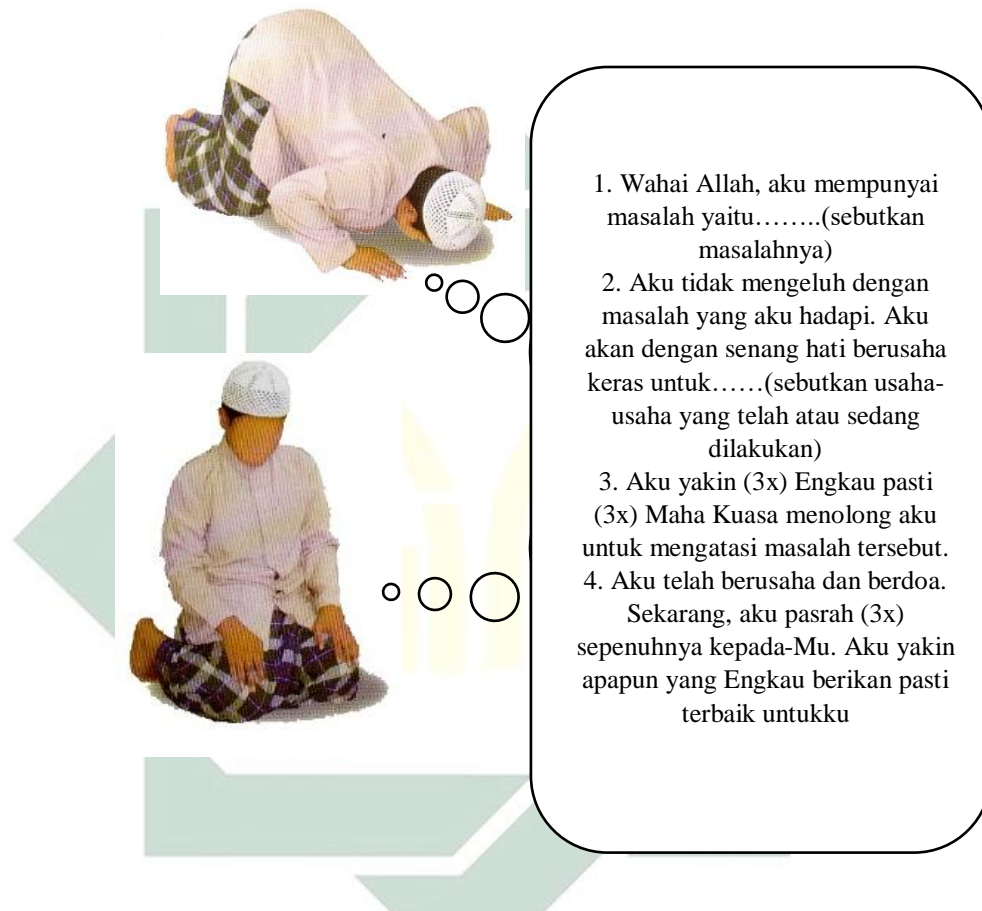 1. Wahai Allah, aku mempunyai
masalah yaitu……..(sebutkan
masalahnya)
2. Aku tidak mengeluh dengan
masalah yang aku hadapi. Aku
akan dengan senang hati berusaha
keras untuk……(sebutkan usaha-
usaha yang telah atau sedang
dilakukan)
3. Aku yakin (3x) Engkau pasti
(3x) Maha Kuasa menolong aku
untuk mengatasi masalah tersebut.
4. Aku telah berusaha dan berdoa.
Sekarang, aku pasrah (3x)
sepenuhnya kepada-Mu. Aku yakin
apapun yang Engkau berikan pasti
terbaik untukku